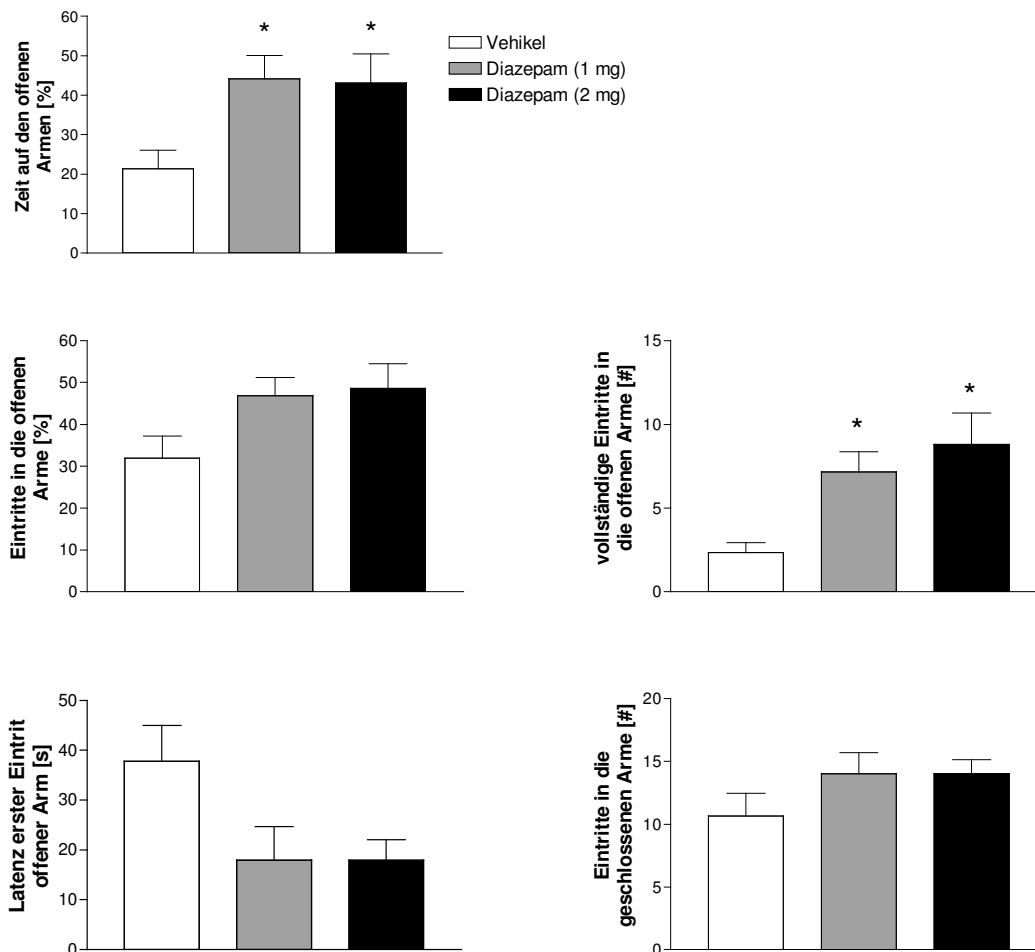 Zeit auf den offenen
Armen [%]
60
50
40
30
20
10
0
*
*
Vehikel
Diazepam (1 mg)
Diazepam (2 mg)
Eintritte in die offenen
Arme [%]
60
50
40
30
20
10
0
vollständige Eintritte in
die offenen Arme [#]
15
10
5
0
*
*
Latenz erster Eintrit
offener Arm [s]
50
40
30
20
10
0
Eintritte in die
geschlossenen Arme [#]
20
15
10
5
0